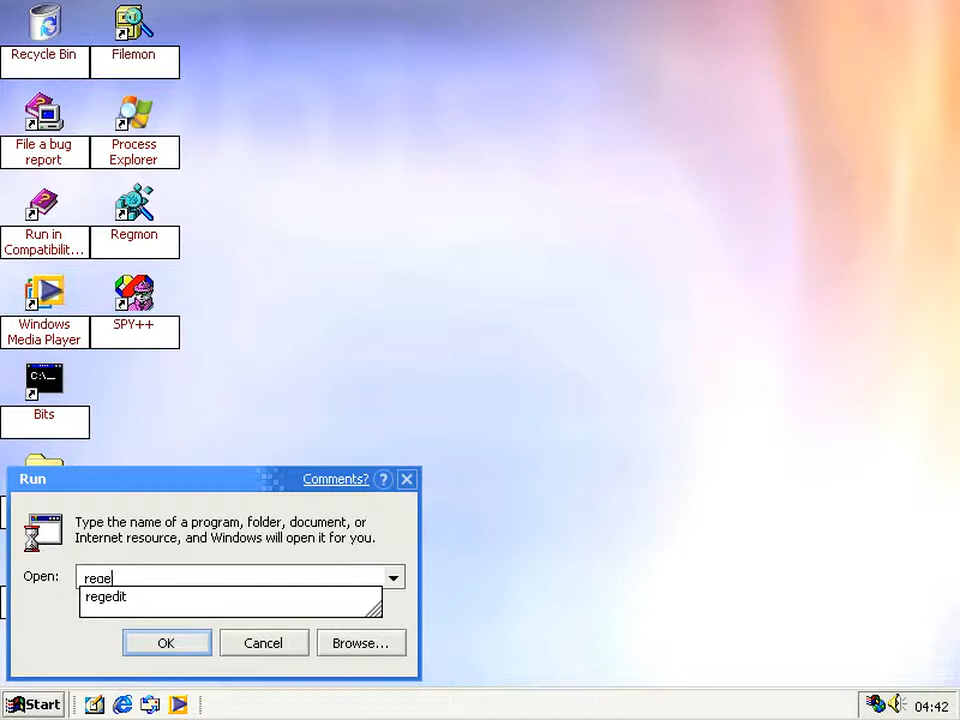 Recycle Bin
Filemon
File a bug
report
Process
Explorer
Run in
Compatibilit...
Regmon
Windows
Media Player
SPY++
C:\_
Bits
Run
Comments?
Type the name of a program, folder, document, or
Internet resource, and Windows will open it for you.
Open:
rege
regedit
OK
Cancel
Browse...
Start
04:42